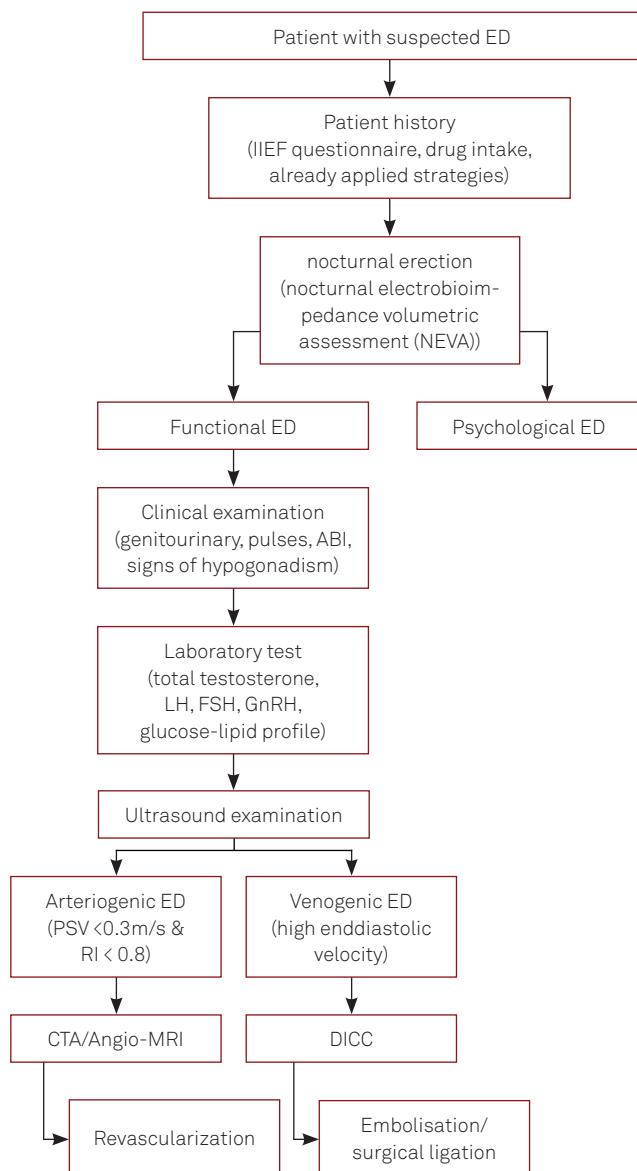 Patient with suspected ED
Patient history
(IIEF questionnaire, drug intake,
already applied strategies)
nocturnal erection
(nocturnal electrobioim-
pedance volumetric
assessment (NEVA))
Functional ED
Psychological ED
Clinical examination
(genitourinary, pulses, ABI,
signs of hypogonadism)
Laboratory test
(total testosterone,
LH, FSH, GnRH,
glucose-lipid profile)
Ultrasound examination
Arteriogenic ED
(PSV <0.3m/s &
RI < 0.8)
Venogenic ED
(high enddiastolic
velocity)
CTA/Angio-MRI
DICC
Revascularization
Embolisation/
surgical ligation